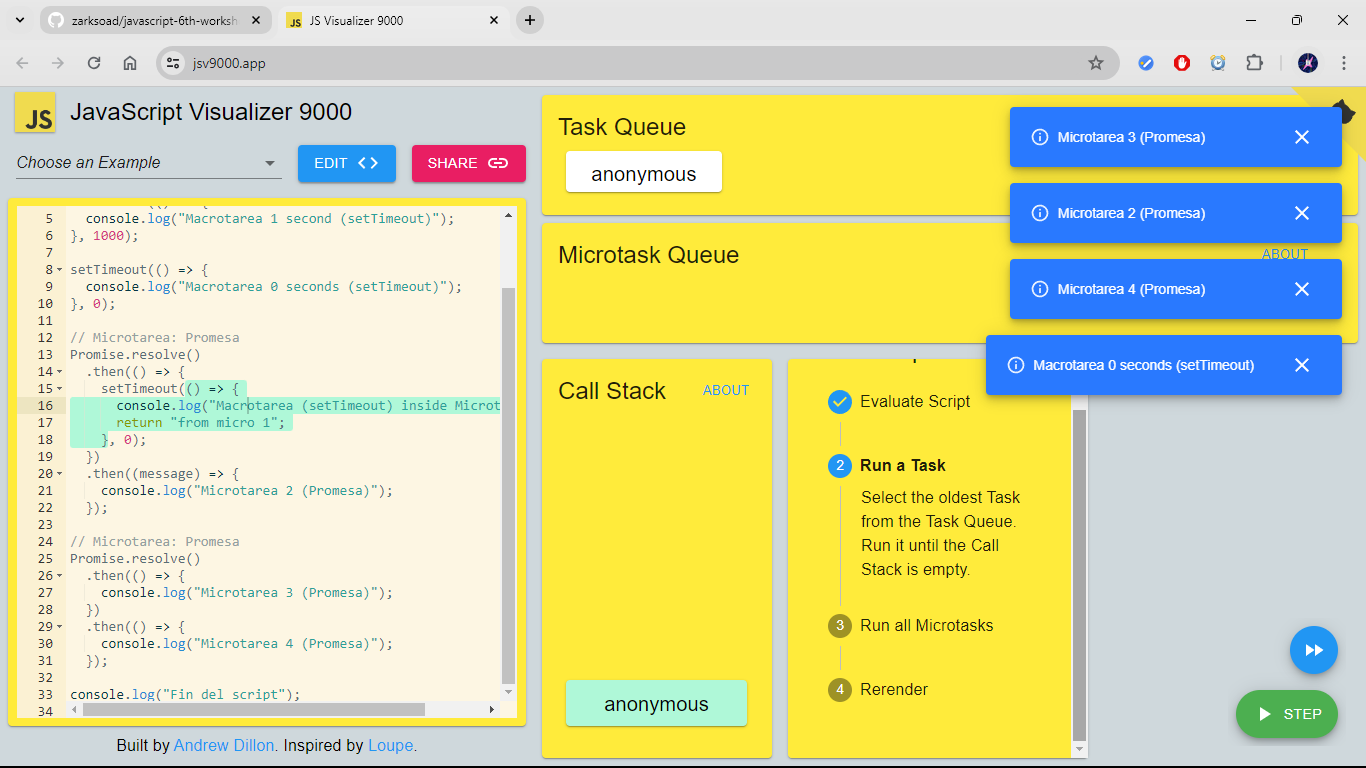 zarksoad/javascript-6th-worksh
JS Visualizer 9000
jsv9000.app
JS
JavaScript Visualizer 9000
Choose an Example
EDIT
SHARE
5 console.log("Macrotarea 1 second (setTimeout)");
6 }, 1000);
7
8 setTimeout(() => {
9 console.log("Macrotarea 0 seconds (setTimeout)");
10 }, 0);
11
12 // Microtarea: Promesa
13 Promise.resolve()
14 .then(() => {
15 setTimeout(() => {
16 console.log("Macrotarea (setTimeout) inside Microt
17 return "from micro 1";
18 }, 0);
19 })
20 .then((message) => {
21 console.log("Microtarea 2 (Promesa)");
22 });
23
24 // Microtarea: Promesa
25 Promise.resolve()
26 .then(() => {
27 console.log("Microtarea 3 (Promesa)");
28 })
29 .then(() => {
30 console.log("Microtarea 4 (Promesa)");
31 });
32
33 console.log("Fin del script");
34
Built by Andrew Dillon. Inspired by Loupe.
Task Queue
anonymous
Microtask Queue
ABOUT
Microtarea 3 (Promesa)
Microtarea 2 (Promesa)
Microtarea 4 (Promesa)
Macrotarea 0 seconds (setTimeout)
Call Stack
ABOUT
anonymous
Evaluate Script
2 Run a Task
Select the oldest Task
from the Task Queue.
Run it until the Call
Stack is empty.
3 Run all Microtasks
4 Rerender
STEP